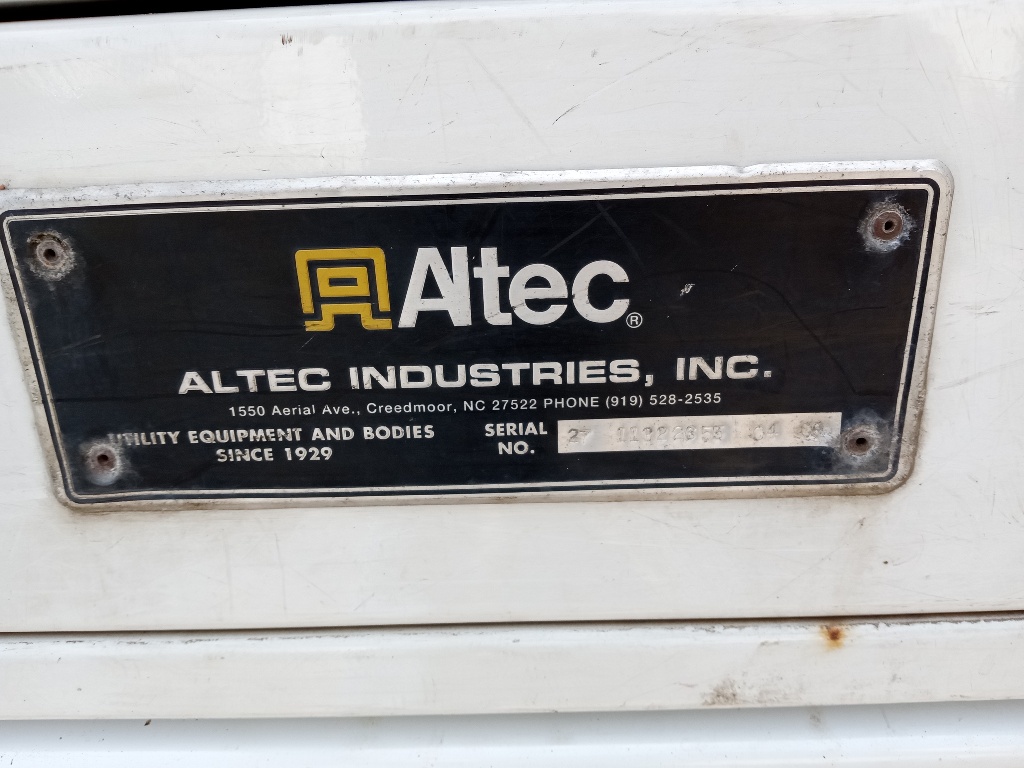 Altec®
ALTEC INDUSTRIES, INC.
1550 Aerial Ave., Creedmoor, NC 27522 PHONE (919) 528-2535
UTILITY EQUIPMENT AND BODIES
SINCE 1929
SERIAL
NO.